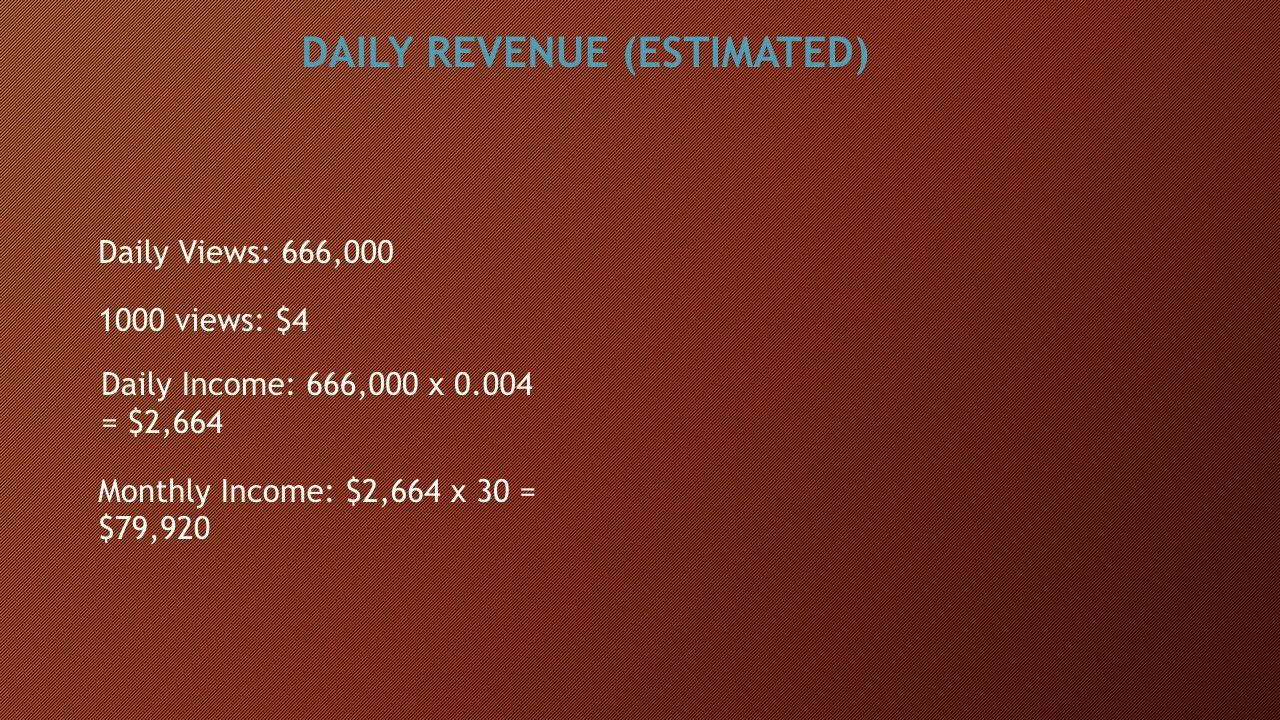 DAILY REVENUE (ESTIMATED)
Daily Views: 666,000
1000 views: $4
Daily Income: 666,000 x 0.004
= $2,664
Monthly Income: $2,664 x 30 =
$79,920